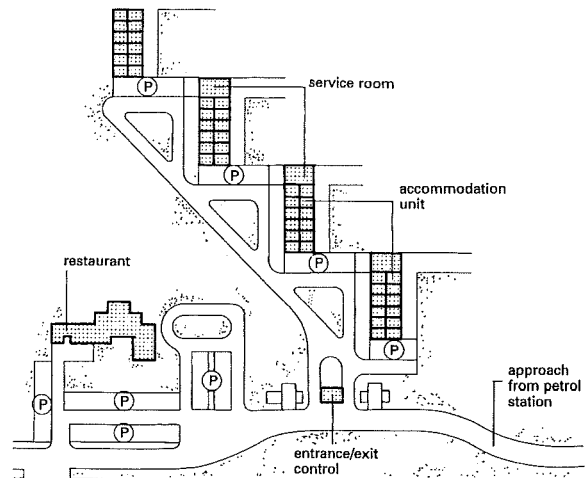 P
service room
P
P
accommodation
unit
P
restaurant
P
P
approach
from petrol
station
P
P
P
entrance/exit
control